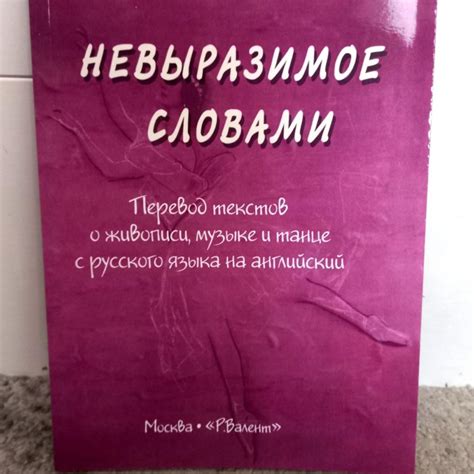 НЕВЫРАЗИМОЕ
СЛОВАМИ
Перевод текстов
о живописи, музыке и танце
с русского языка на английский
Москва • «Р.Валент»